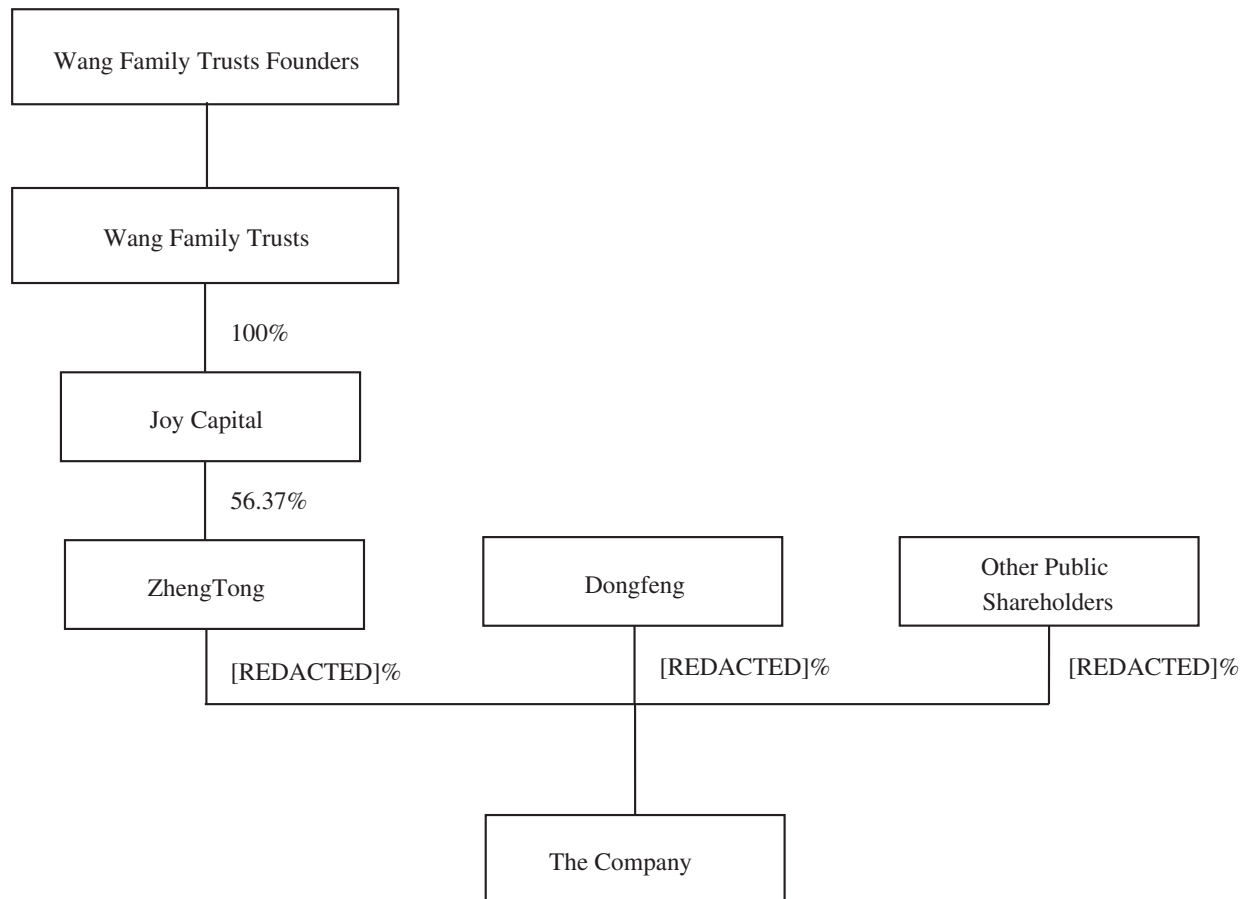 Wang Family Trusts Founders
Wang Family Trusts
100%
Joy Capital
56.37%
ZhengTong
Dongfeng
Other Public
Shareholders
[REDACTED]%
[REDACTED]%
[REDACTED]%
The Company